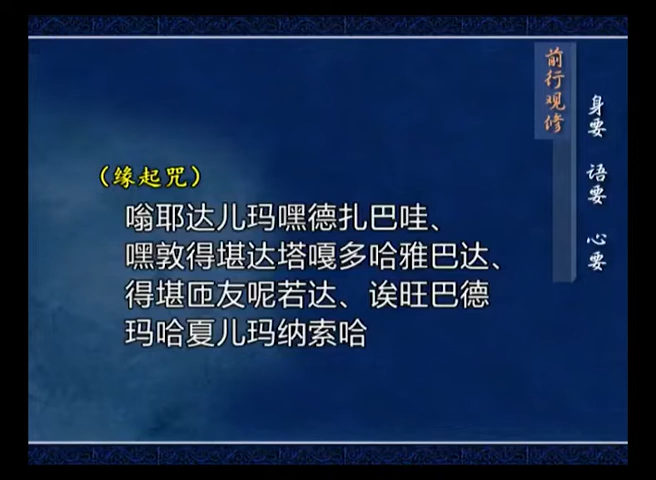 前行观修
身要 语要 心要
（缘起咒）
嗡耶达儿玛嘿德扎巴哇、
嘿敦得堪达塔嘎多哈雅巴达、
得堪匝友呢若达、诶旺巴德
玛哈夏儿玛纳索哈